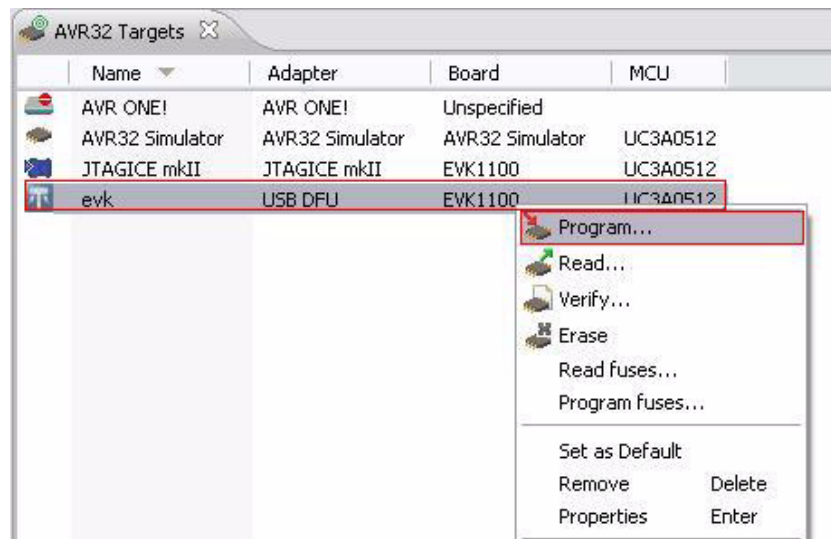 AVR32 Targets
Name Adapter Board MCU
AVR ONE! AVR ONE! Unspecified
AVR32 Simulator AVR32 Simulator AVR32 Simulator UC3A0512
JTAGICE mkII JTAGICE mkII EVK1100 UC3A0512
evk USB DFU EVK1100 UC3A0512
Program...
Read...
Verify...
Erase
Read fuses...
Program fuses...
Set as Default
Remove Delete
Properties Enter